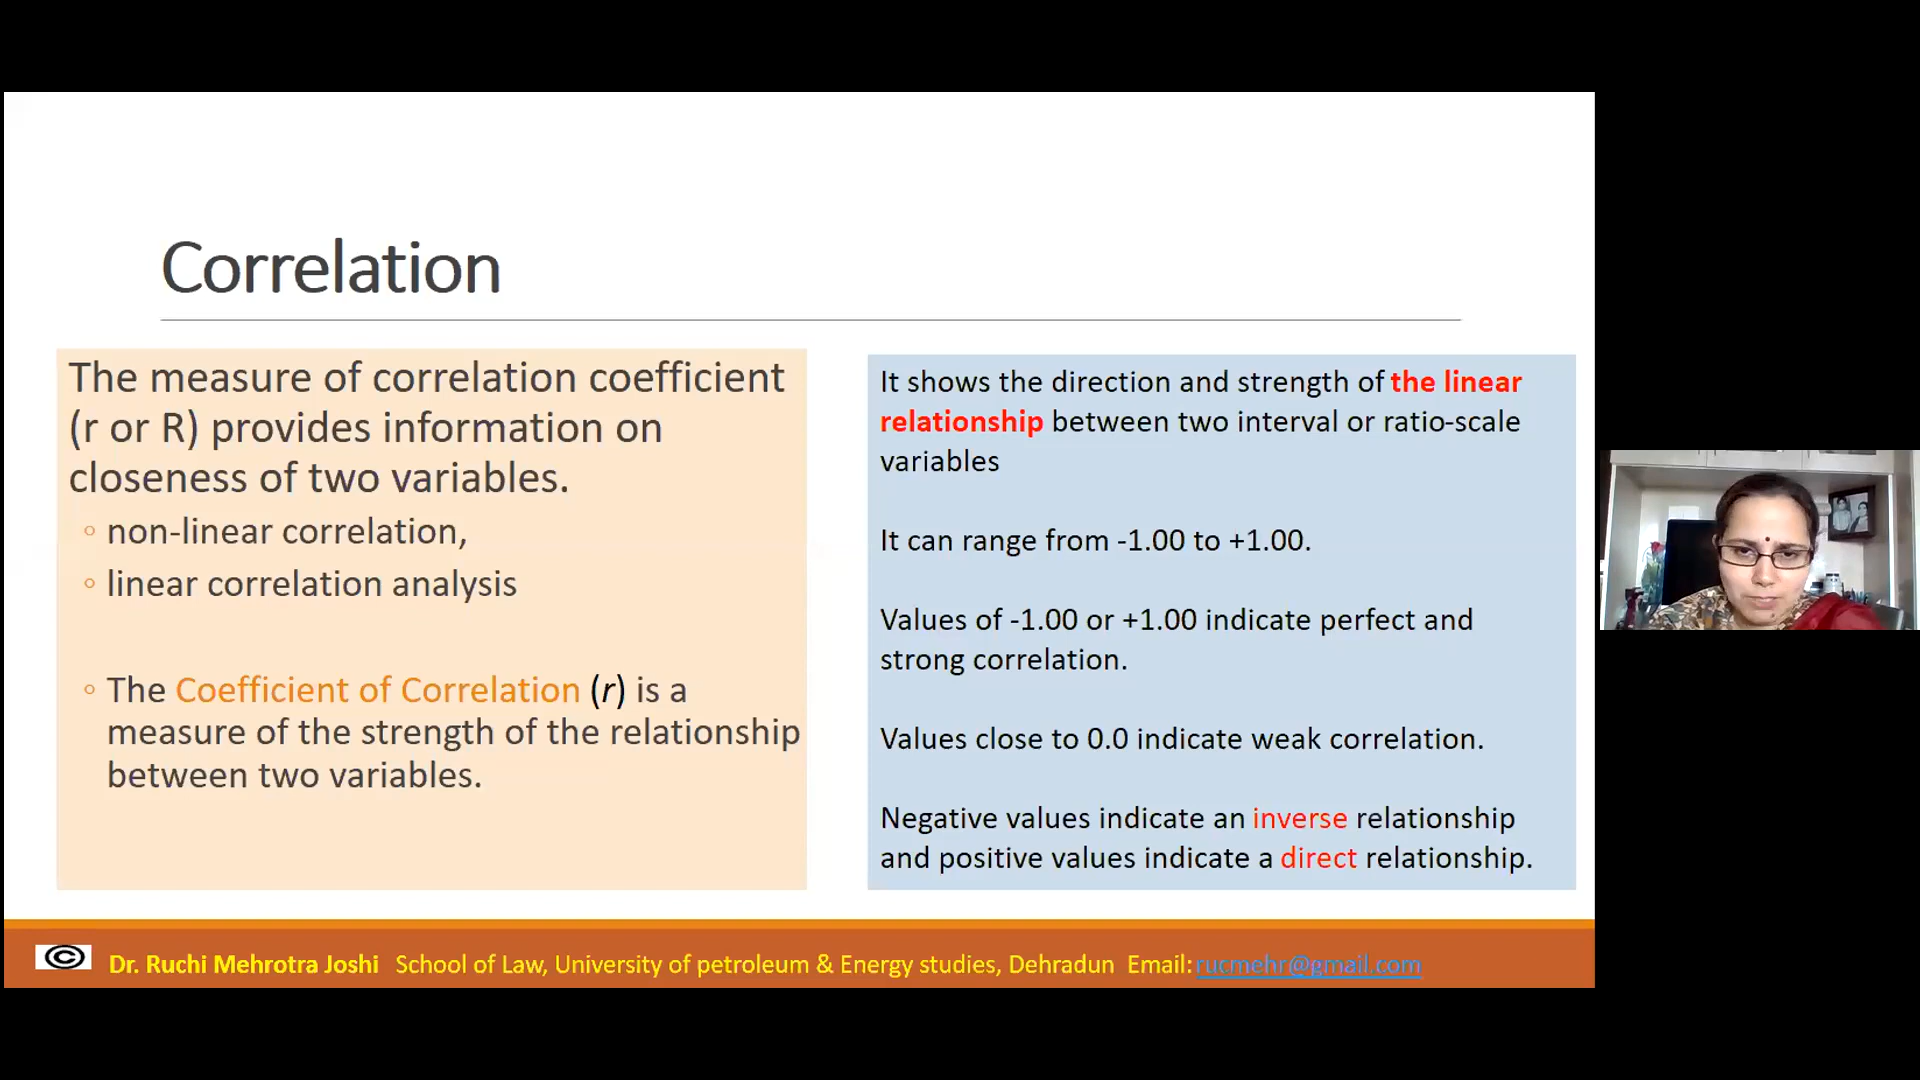 Correlation
The measure of correlation coefficient
(r or R) provides information on
closeness of two variables.
◦ non-linear correlation,
◦ linear correlation analysis
◦ The Coefficient of Correlation (r) is a
measure of the strength of the relationship
between two variables.
It shows the direction and strength of the linear
relationship between two interval or ratio-scale
variables
It can range from -1.00 to +1.00.
Values of -1.00 or +1.00 indicate perfect and
strong correlation.
Values close to 0.0 indicate weak correlation.
Negative values indicate an inverse relationship
and positive values indicate a direct relationship.
© Dr. Ruchi Mehrotra Joshi School of Law, University of petroleum & Energy studies, Dehradun Email: rucmehr@gmail.com